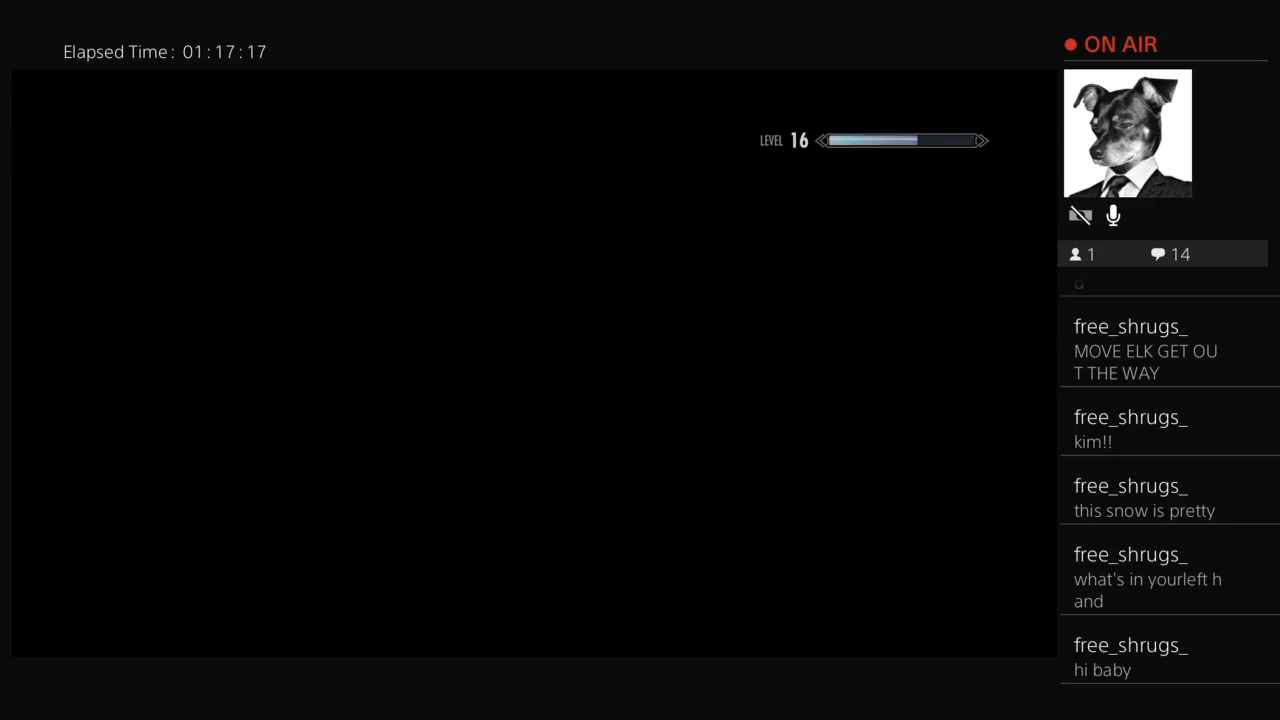 Elapsed Time: 01:17:17
ON AIR
LEVEL 16
1 14
d
free_shrugs_
MOVE ELK GET OU
T THE WAY
free_shrugs_
kim!!
free_shrugs_
this snow is pretty
free_shrugs_
what's in yourleft h
and
free_shrugs_
hi baby